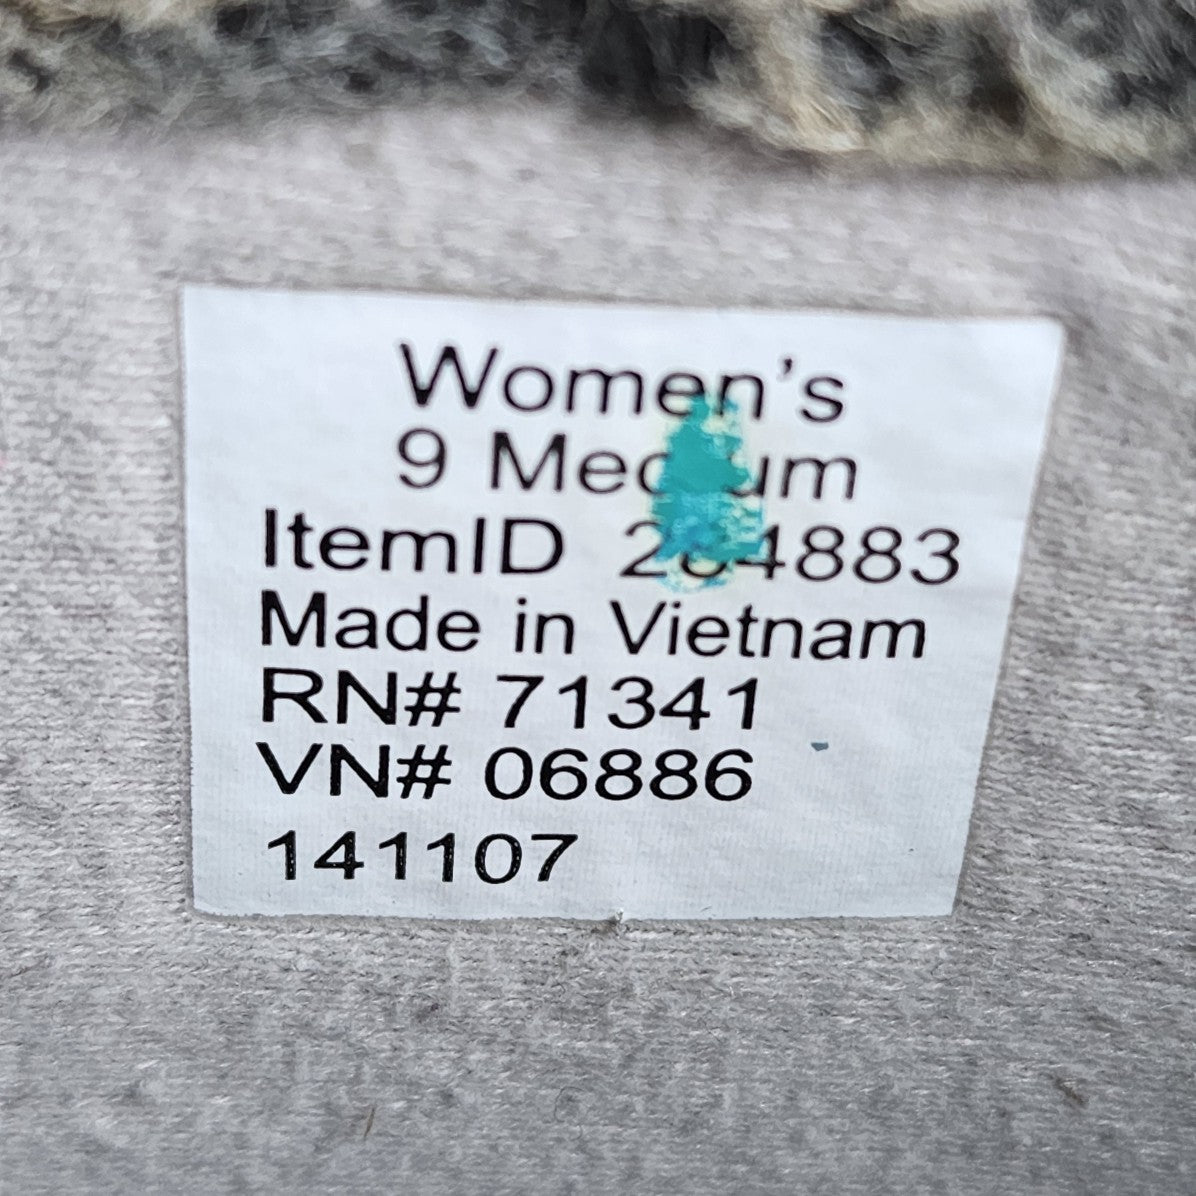 Women's
9 Medium
ItemID
Made in Vietnam
RN# 71341
VN# 06886
141107